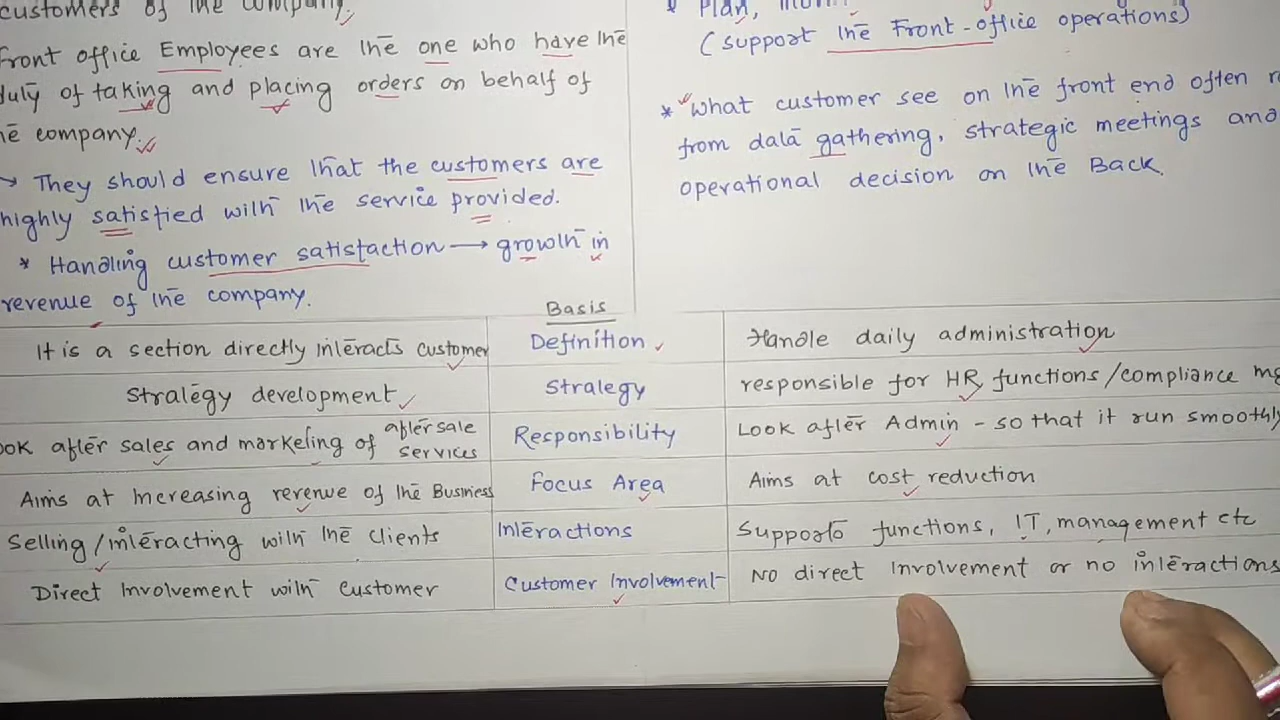 customers of the company.
Front office Employees are the one who have the
duty of taking and placing orders on behalf of
the company.
→ They should ensure that the customers are
highly satisfied with the service provided.
* Handling customer satisfaction → growth in
revenue of the company.
* Plan,
(support the Front-office operations)
* What customer see on the front end often
from data gathering, strategic meetings and
operational decision on the Back.
Basis
It is a section directly interacts customer Definition Handle daily administration
Strategy development Strategy responsible for HR functions/compliance
Look after sales and marketing of after sale services Responsibility Look after Admin - so that it run smoothly
Aims at Increasing revenue of the Business Focus Area Aims at cost reduction
Selling/interacting with the clients Interactions Supports functions, IT, management etc
Direct Involvement with customer Customer Involvement No direct involvement or no interactions